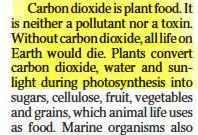 Carbon dioxide is plant food. It
is neither a pollutant nor a toxin.
Without carbon dioxide, all life on
Earth would die. Plants convert
carbon dioxide, water and sun-
light during photosynthesis into
sugars, cellulose, fruit, vegetables
and grains, which animal life uses
as food. Marine organisms also